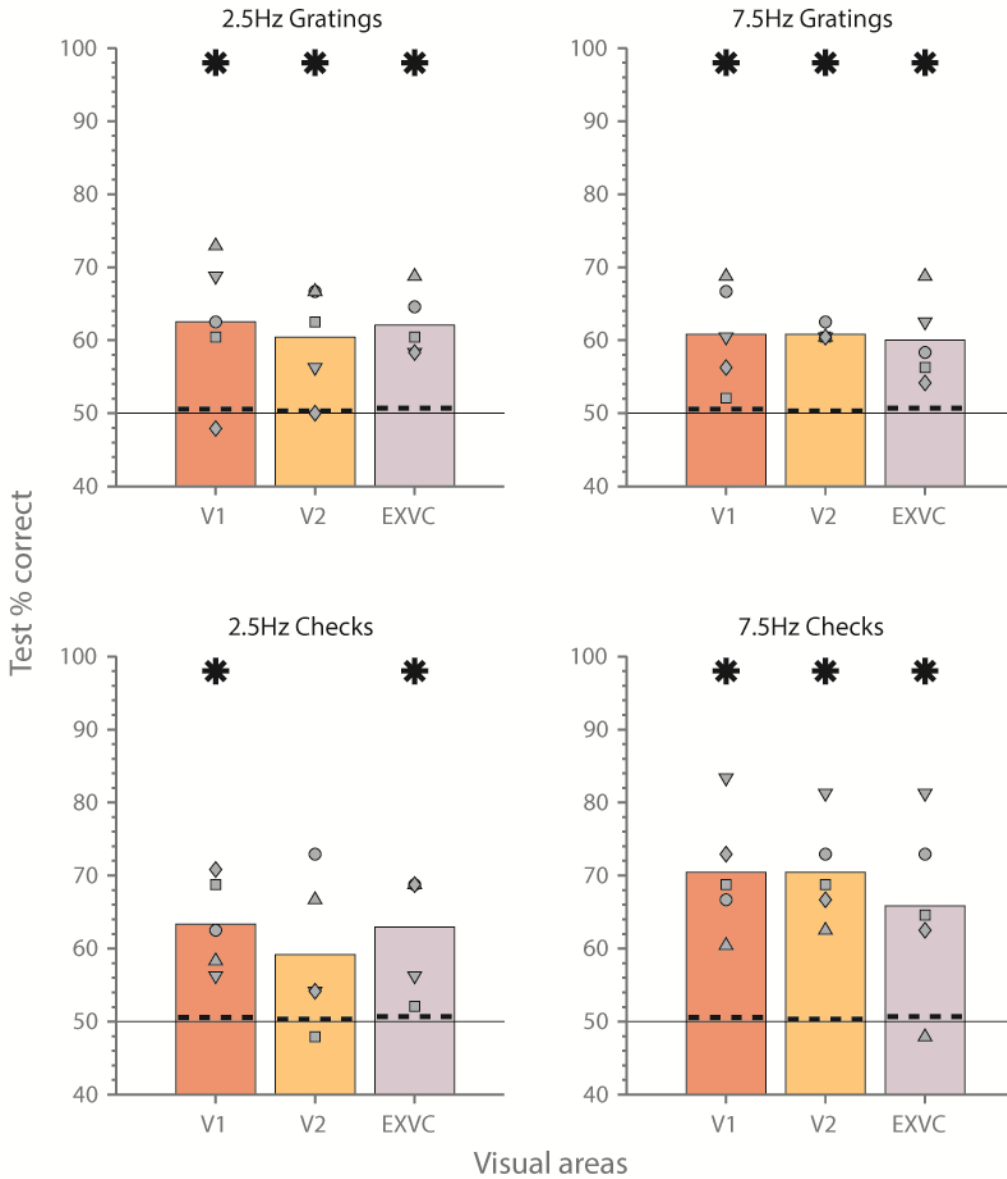 2.5Hz Gratings
100
90
80
70
60
50
40
V1 V2 EXVC
7.5Hz Gratings
100
90
80
70
60
50
40
V1 V2 EXVC
Test % correct
2.5Hz Checks
100
90
80
70
60
50
40
V1 V2 EXVC
7.5Hz Checks
100
90
80
70
60
50
40
V1 V2 EXVC
Visual areas